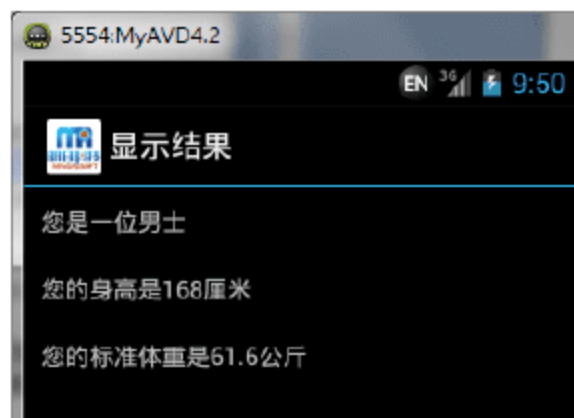 5554:MyAVD4.2
EN 3G 9:50
显示结果
您是一位男士
您的身高是168厘米
您的标准体重是61.6公斤